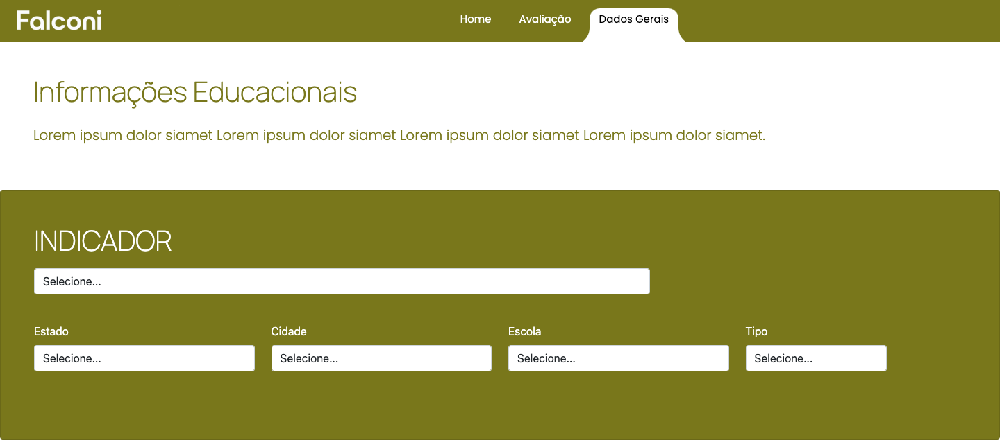 Falconi Home Avaliação Dados Gerais
Informações Educacionais
Lorem ipsum dolor siamet Lorem ipsum dolor siamet Lorem ipsum dolor siamet Lorem ipsum dolor siamet.
INDICADOR
Selecione...
Estado Cidade Escola Tipo
Selecione... Selecione... Selecione... Selecione...